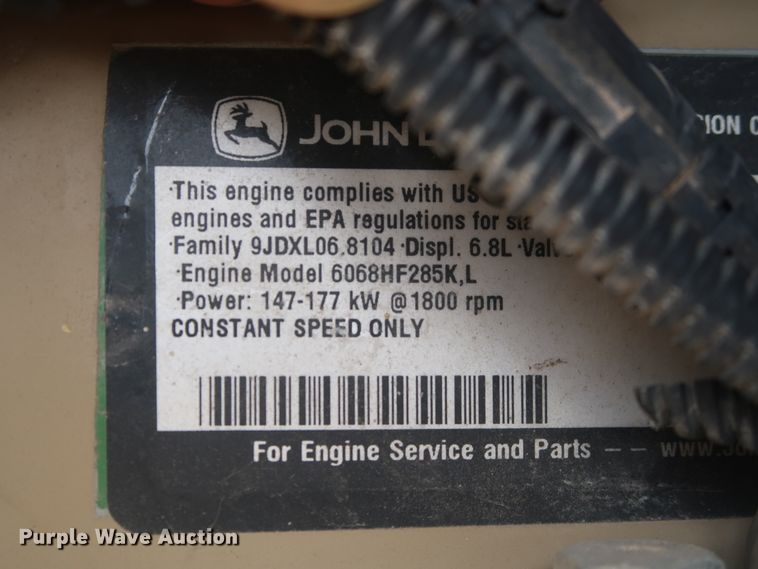 JOHN
SION
·This engine complies with US
engines and EPA regulations for
·Family 9JDXL06.8104 ·Displ. 6.8L
·Engine Model 6068HF285K,L
·Power: 147-177 kW @1800 rpm
CONSTANT SPEED ONLY
For Engine Service and Parts – –
Purple Wave Auction